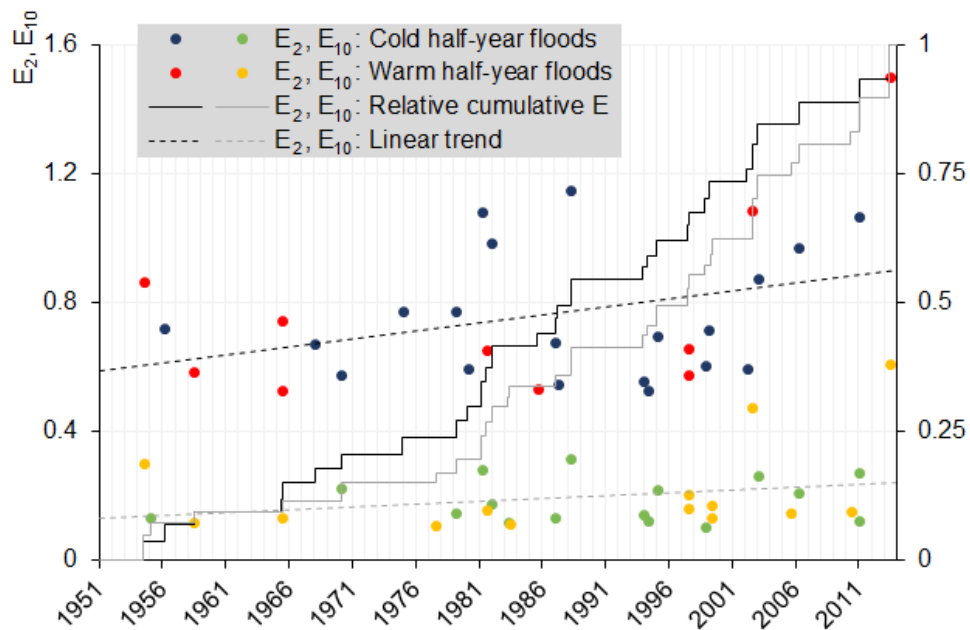 E2, E10
1.6
1.2
0.8
0.4
0
E2, E10: Cold half-year floods
E2, E10: Warm half-year floods
E2, E10: Relative cumulative E
E2, E10: Linear trend
1
0.75
0.5
0.25
0
1951 1956 1961 1966 1971 1976 1981 1986 1991 1996 2001 2006 2011